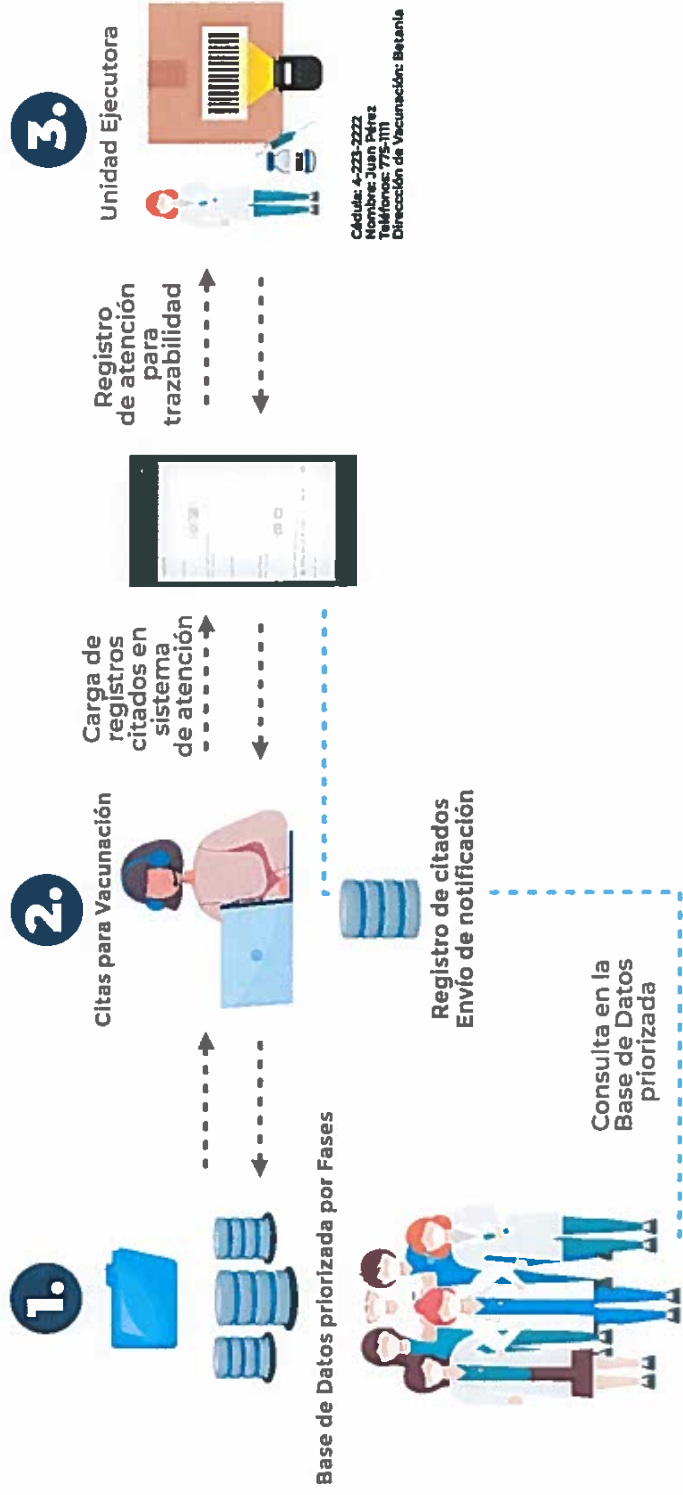 1.
Base de Datos priorizada por Fases
2.
Citas para Vacunación
Carga de
registros
citados en
sistema
de atención
Registro de citados
Envío de notificación
Consulta en la
Base de Datos
priorizada
Registro
de atención
para
trazabilidad
3.
Unidad Ejecutora
Cédula: 4-223-2222
Nombre: Juan Pérez
Teléfonos: 775-1111
Direccción de Vacunación: Betania